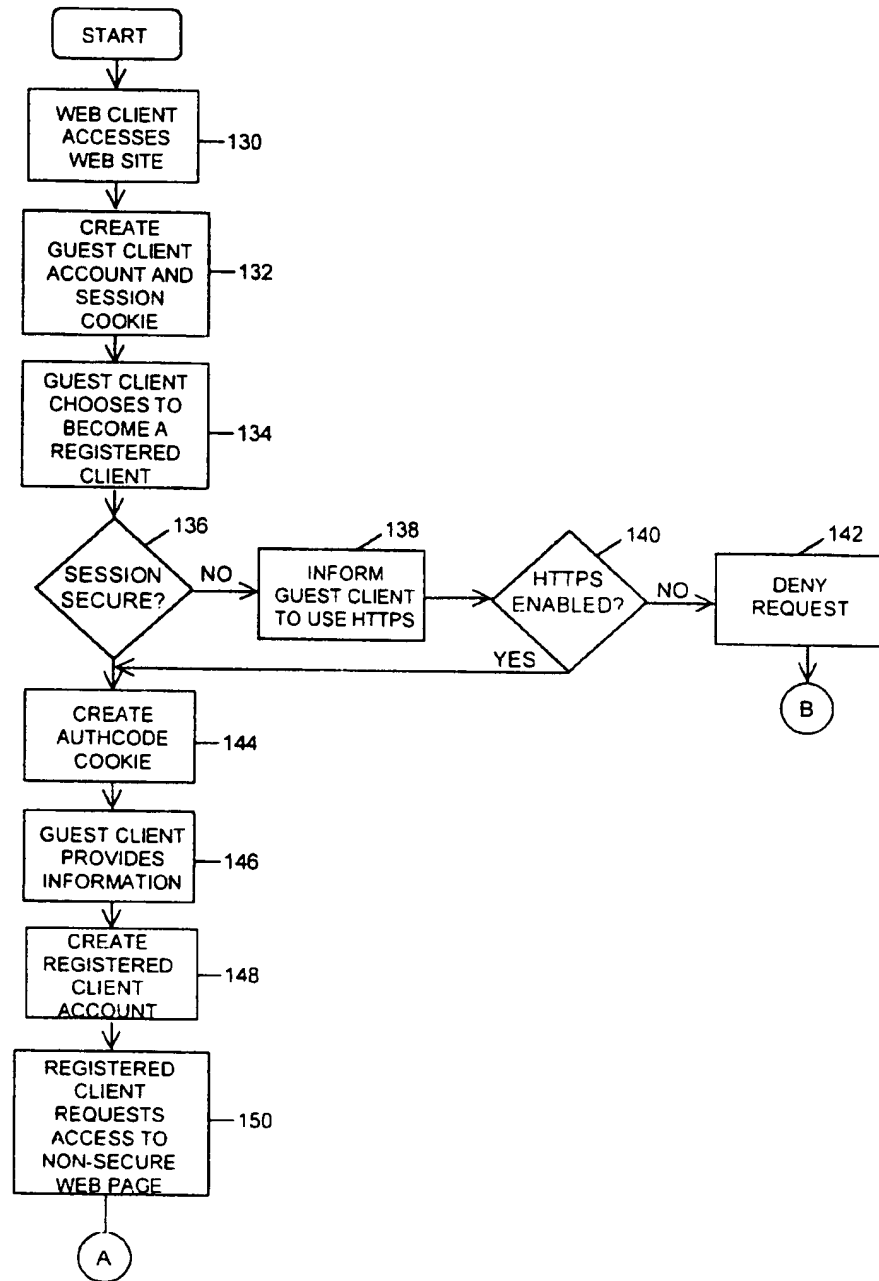 START
WEB CLIENT
ACCESSES
WEB SITE
130
CREATE
GUEST CLIENT
ACCOUNT AND
SESSION
COOKIE
132
GUEST CLIENT
CHOOSES TO
BECOME A
REGISTERED
CLIENT
134
SESSION
SECURE?
136
NO
INFORM
GUEST CLIENT
TO USE HTTPS
138
HTTPS
ENABLED?
140
NO
DENY
REQUEST
142
YES
B
CREATE
AUTHCODE
COOKIE
144
GUEST CLIENT
PROVIDES
INFORMATION
146
CREATE
REGISTERED
CLIENT
ACCOUNT
148
REGISTERED
CLIENT
REQUESTS
ACCESS TO
NON-SECURE
WEB PAGE
150
A